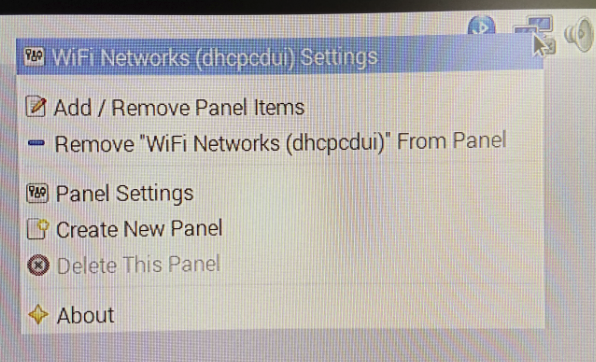 WiFi Networks (dhcpcdui) Settings
Add / Remove Panel Items
Remove "WiFi Networks (dhcpcdui)" From Panel
Panel Settings
Create New Panel
Delete This Panel
About